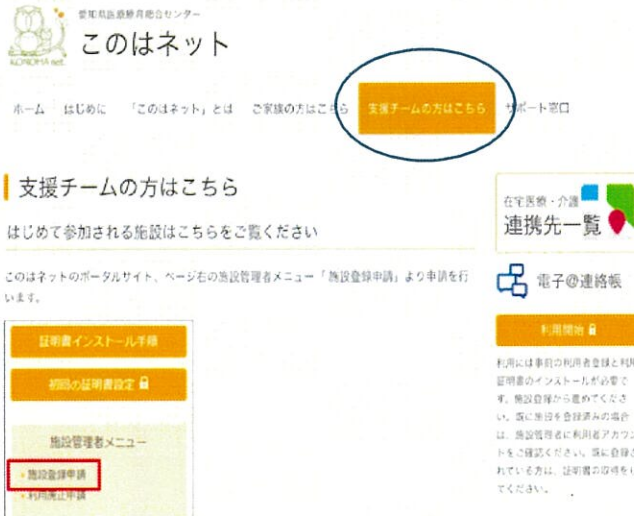 愛知県医療療育総合センター
このはネット
KONOHA net.
ホーム はじめに 「このはネット」とは ご家族の方はこちら 支援チームの方はこちら サポート窓口
支援チームの方はこちら
はじめて参加される施設はこちらをご覧ください
このはネットのポータルサイト、ページ右の施設管理者メニュー「施設登録申請」より申請を行
います。
証明書インストール手順
初回の証明書設定
施設管理者メニュー
施設登録申請
利用廃止申請
在宅医療・介護
連携先一覧
電子@連絡帳
利用開始
利用には事前の利用者登録と利用
証明書のインストールが必要で
す。施設登録から進めてくださ
い。既に施設を登録済みの場合
は、施設管理者に利用者アカウン
トをご確認ください。既に登録さ
れている方は、証明書の取得をし
てください。